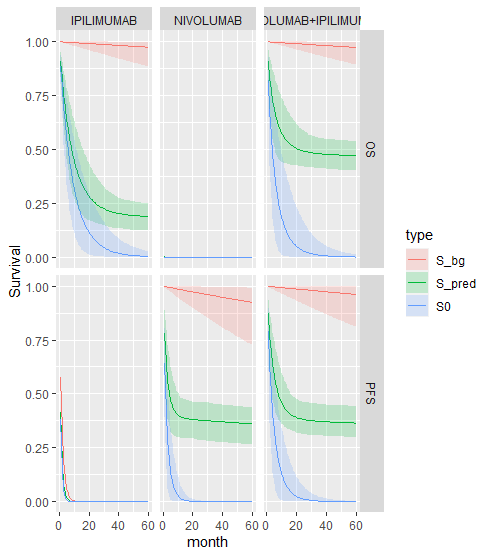 IPILIMUMAB NIVOLUMAB OLUMAB+IPILIMUM
1.00
0.75
0.50
0.25
0.00
OS
Survival
1.00
0.75
0.50
0.25
0.00
PFS
0 20 40 60 0 20 40 60 0 20 40 60
month
type
S_bg
S_pred
S0